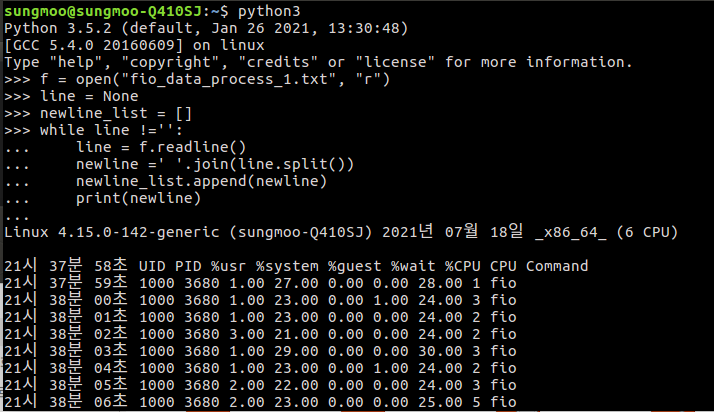 sungmoo@sungmoo-Q410SJ:~$ python3
Python 3.5.2 (default, Jan 26 2021, 13:30:48)
[GCC 5.4.0 20160609] on linux
Type "help", "copyright", "credits" or "license" for more information.
>>> f = open("fio_data_process_1.txt", "r")
>>> line = None
>>> newline_list = []
>>> while line !='':
...     line = f.readline()
...     newline =' '.join(line.split())
...     newline_list.append(newline)
...     print(newline)
...
Linux 4.15.0-142-generic (sungmoo-Q410SJ) 2021년 07월 18일 _x86_64_ (6 CPU)

21시 37분 58초 UID PID %usr %system %guest %wait %CPU CPU Command
21시 37분 59초 1000 3680 1.00 27.00 0.00 0.00 28.00 1 fio
21시 38분 00초 1000 3680 1.00 23.00 0.00 1.00 24.00 3 fio
21시 38분 01초 1000 3680 1.00 23.00 0.00 0.00 24.00 2 fio
21시 38분 02초 1000 3680 3.00 21.00 0.00 0.00 24.00 2 fio
21시 38분 03초 1000 3680 1.00 29.00 0.00 0.00 30.00 3 fio
21시 38분 04초 1000 3680 1.00 23.00 0.00 1.00 24.00 2 fio
21시 38분 05초 1000 3680 2.00 22.00 0.00 0.00 24.00 3 fio
21시 38분 06초 1000 3680 2.00 23.00 0.00 0.00 25.00 5 fio